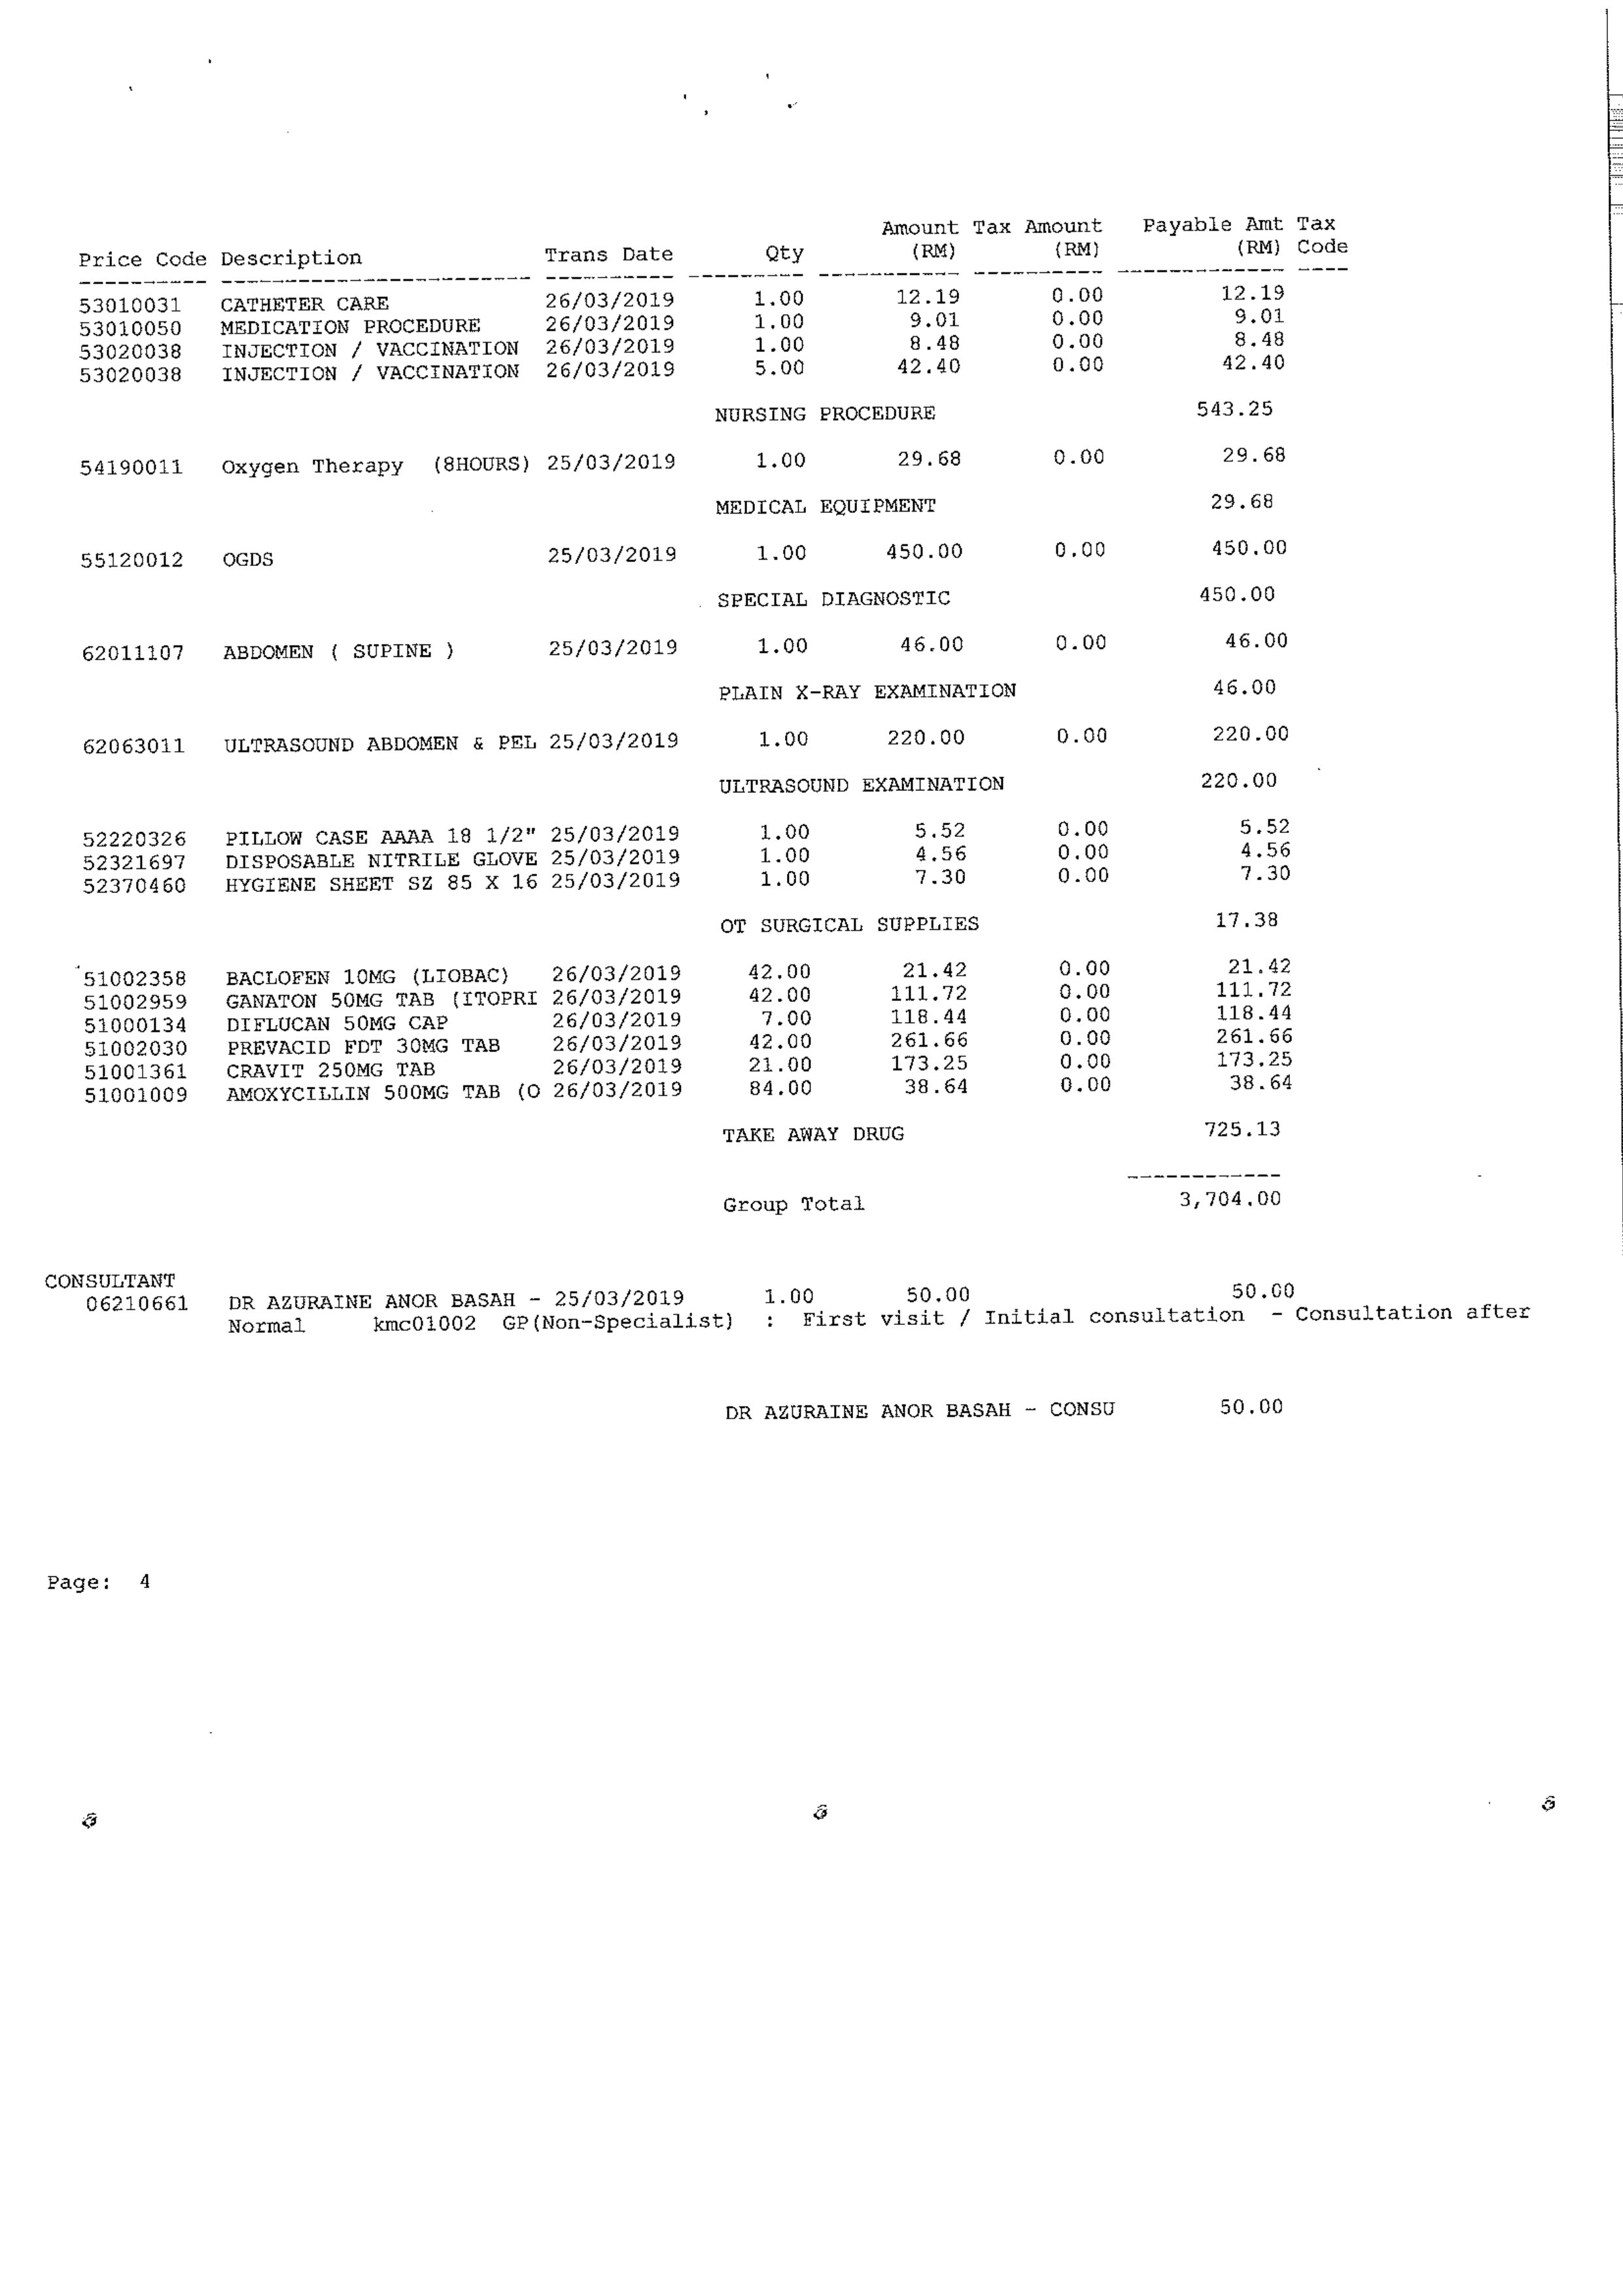 Amount Tax Amount Payable Amt Tax
Price Code Description Trans Date Qty (RM) (RM) (RM) Code
53010031 CATHETER CARE 26/03/2019 1.00 12.19 0.00 12.19
53010050 MEDICATION PROCEDURE 26/03/2019 1.00 9.01 0.00 9.01
53020038 INJECTION / VACCINATION 26/03/2019 1.00 8.48 0.00 8.48
53020038 INJECTION / VACCINATION 26/03/2019 5.00 42.40 0.00 42.40
NURSING PROCEDURE 543.25
54190011 Oxygen Therapy (8HOURS) 25/03/2019 1.00 29.68 0.00 29.68
MEDICAL EQUIPMENT 29.68
55120012 OGDS 25/03/2019 1.00 450.00 0.00 450.00
SPECIAL DIAGNOSTIC 450.00
62011107 ABDOMEN ( SUPINE ) 25/03/2019 1.00 46.00 0.00 46.00
PLAIN X-RAY EXAMINATION 46.00
62063011 ULTRASOUND ABDOMEN & PEL 25/03/2019 1.00 220.00 0.00 220.00
ULTRASOUND EXAMINATION 220.00
52220326 PILLOW CASE AAAA 18 1/2" 25/03/2019 1.00 5.52 0.00 5.52
52321697 DISPOSABLE NITRILE GLOVE 25/03/2019 1.00 4.56 0.00 4.56
52370460 HYGIENE SHEET SZ 85 X 16 25/03/2019 1.00 7.30 0.00 7.30
OT SURGICAL SUPPLIES 17.38
51002358 BACLOFEN 10MG (LIOBAC) 26/03/2019 42.00 21.42 0.00 21.42
51002959 GANATON 50MG TAB (ITOPRI 26/03/2019 42.00 111.72 0.00 111.72
51000134 DIFLUCAN 50MG CAP 26/03/2019 7.00 118.44 0.00 118.44
51002030 PREVACID FDT 30MG TAB 26/03/2019 42.00 261.66 0.00 261.66
51001361 CRAVIT 250MG TAB 26/03/2019 21.00 173.25 0.00 173.25
51001009 AMOXYCILLIN 500MG TAB (O 26/03/2019 84.00 38.64 0.00 38.64
TAKE AWAY DRUG 725.13
Group Total 3,704.00
CONSULTANT
06210661 DR AZURAINE ANOR BASAH - 25/03/2019 1.00 50.00 50.00
Normal kmc01002 GP(Non-Specialist) : First visit / Initial consultation - Consultation after
DR AZURAINE ANOR BASAH - CONSU 50.00
Page: 4